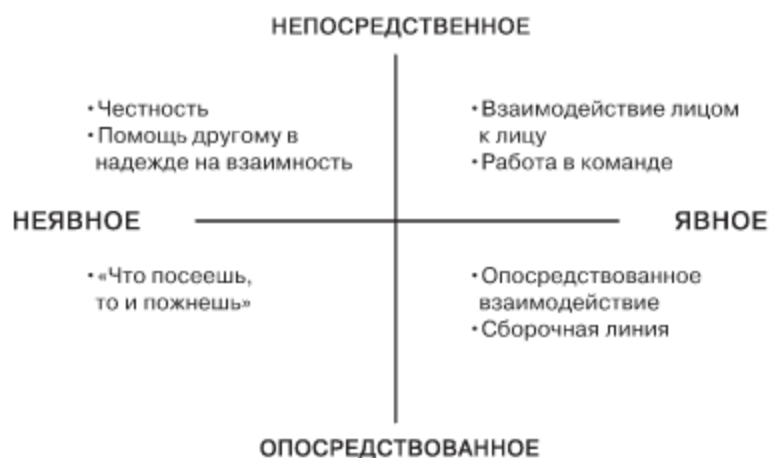 НЕПОСРЕДСТВЕННОЕ
• Честность
• Помощь другому в
надежде на взаимность
• Взаимодействие лицом
к лицу
• Работа в команде
НЕЯВНОЕ
ЯВНОЕ
• «Что посеешь,
то и пожнешь»
• Опосредствованное
взаимодействие
• Сборочная линия
ОПОСРЕДСТВОВАННОЕ